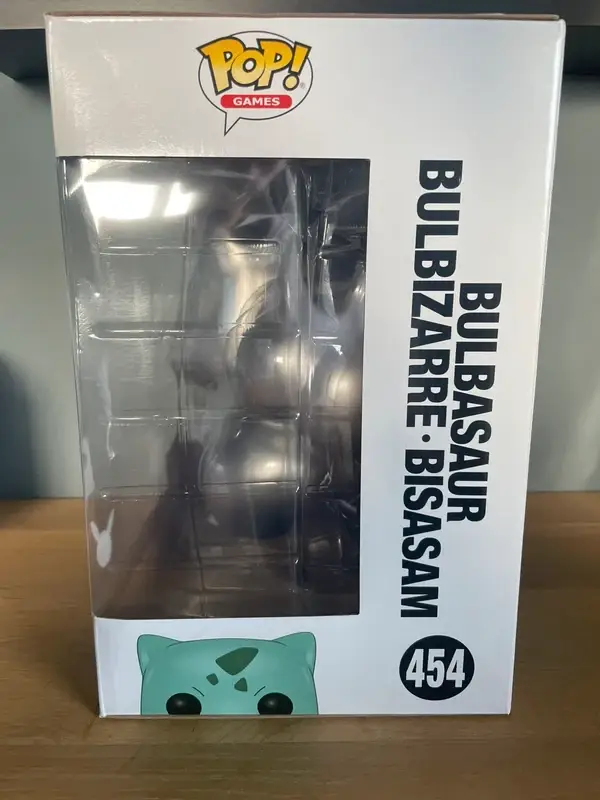 POP!
GAMES
BULBASAUR
BULBIZARRE · BISASAM
454